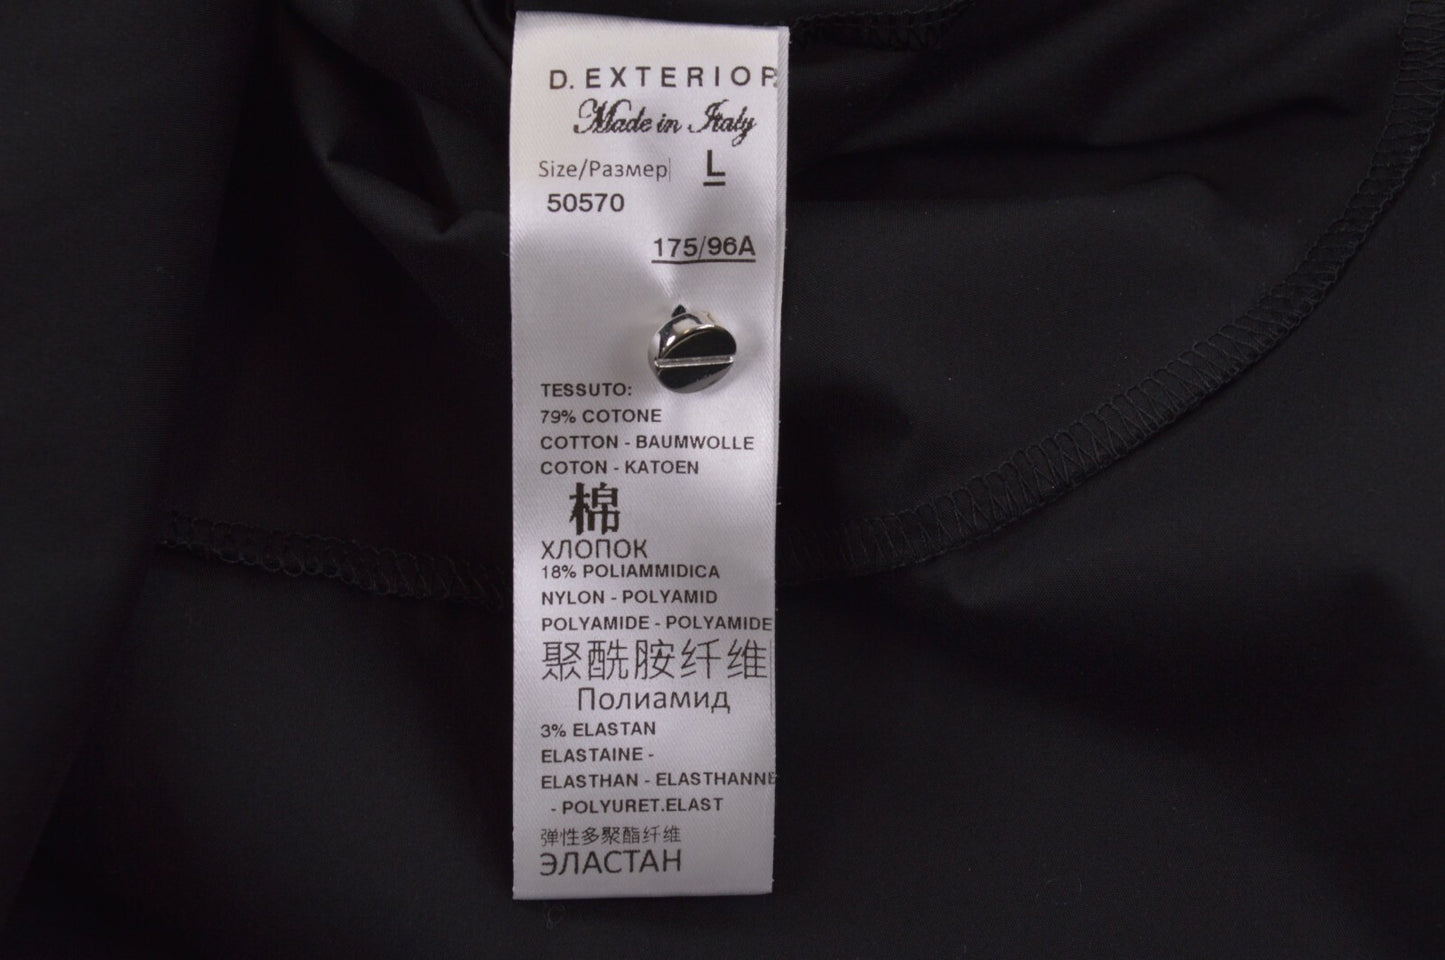 D. EXTERIOR
Made in Italy
Size/Размер L
50570
175/96A
TESSUTO:
79% COTONE
COTTON - BAUMWOLLE
COTON - KATOEN
棉
ХЛОПОК
18% POLIAMMIDICA
NYLON - POLYAMID
POLYAMIDE - POLYAMIDE
聚酰胺纤维
Полиамид
3% ELASTAN
ELASTAINE -
ELASTHAN - ELASTHANNE
- POLYURET.ELAST
弹性多聚酯纤维
ЭЛАСТАН